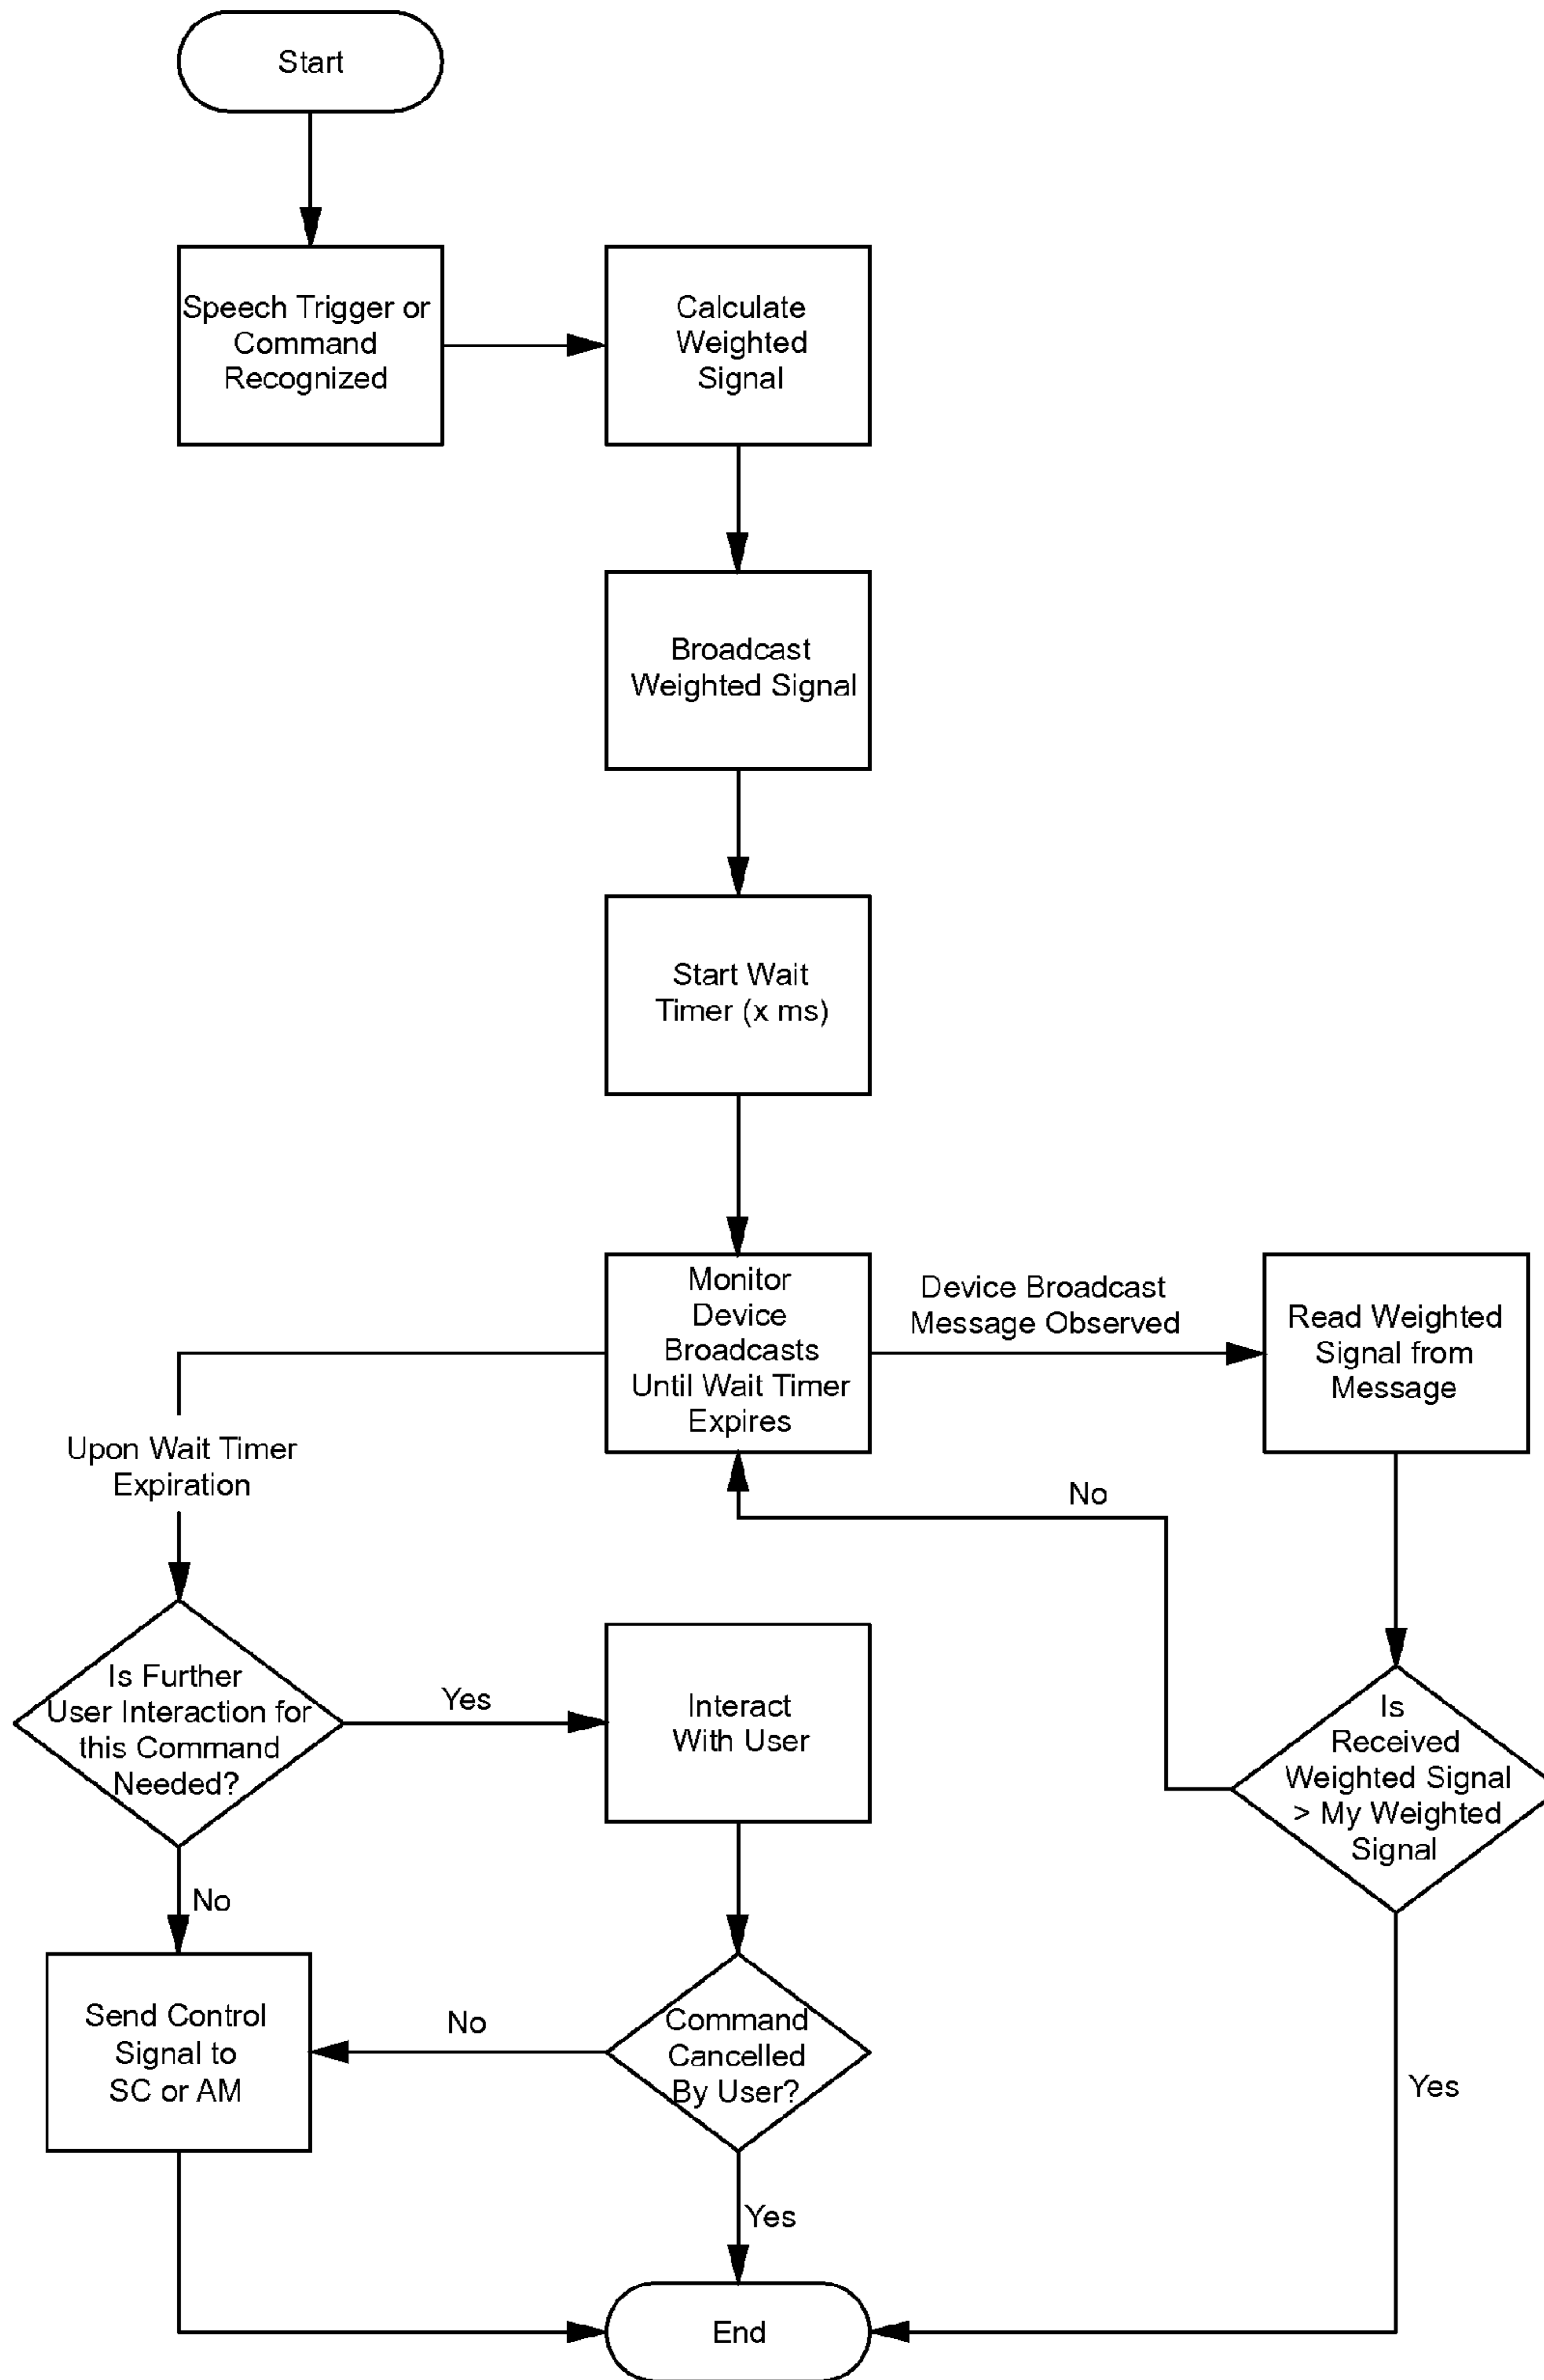 Start
Speech Trigger or
Command
Recognized
Calculate
Weighted
Signal
Broadcast
Weighted Signal
Start Wait
Timer (x ms)
Monitor
Device
Broadcasts
Until Wait Timer
Expires
Device Broadcast
Message Observed
Read Weighted
Signal from
Message
Upon Wait Timer
Expiration
No
Is Further
User Interaction for
this Command
Needed?
Yes
Interact
With User
Is
Received
Weighted Signal
> My Weighted
Signal
No
Send Control
Signal to
SC or AM
No
Command
Cancelled
By User?
Yes
Yes
End